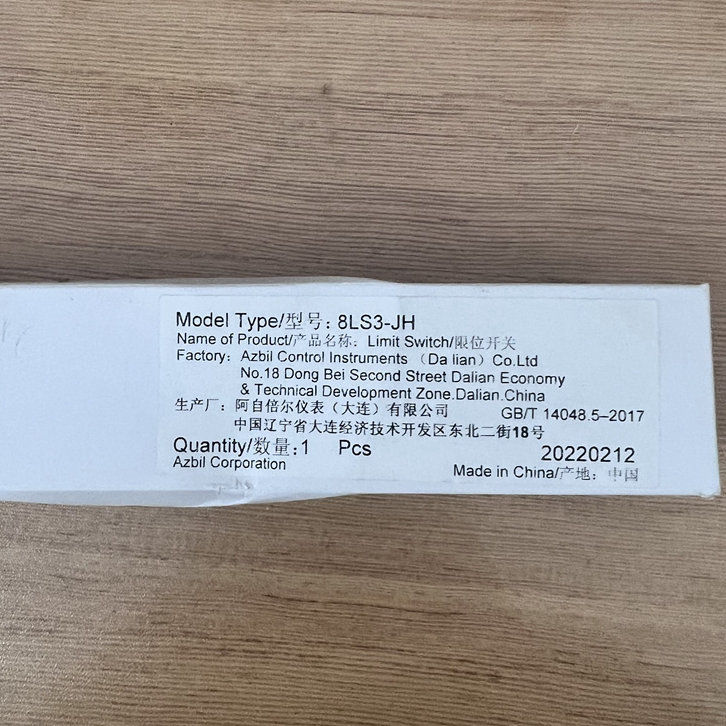 Model Type/型号: 8LS3-JH
Name of Product/产品名称: Limit Switch/限位开关
Factory: Azbil Control Instruments （Da lian）Co.Ltd
No.18 Dong Bei Second Street Dalian Economy
& Technical Development Zone.Dalian.China
生产厂: 阿自倍尔仪表（大连）有限公司 GB/T 14048.5-2017
中国辽宁省大连经济技术开发区东北二街18号
Quantity/数量: 1 Pcs 20220212
Azbil Corporation Made in China/产地: 中国